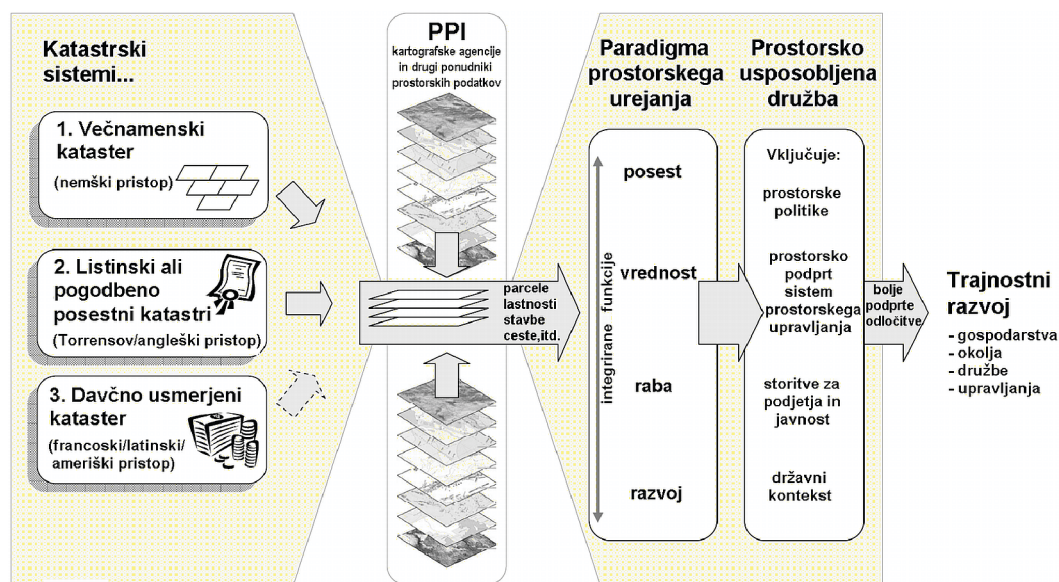 Katastrski
sistemi...
1. Večnamenski
kataster
(nemški pristop)
2. Listinski ali
pogodbeno
posestni katastri
(Torrensov/angleški pristop)
3. Davčno usmerjeni
kataster
(francoski/latinski/
ameriški pristop)
PPI
kartografske agencije
in drugi ponudniki
prostorskih podatkov
parcele
lastnosti
stavbe
ceste,itd.
Paradigma
prostorskega
urejanja
integrirane funkcije
posest
vrednost
raba
razvoj
Prostorsko
usposobljena
družba
Vključuje:
prostorske
politike
prostorsko
podprt
sistem
prostorskega
upravljanja
storitve za
podjetja in
javnost
državni
kontekst
bolje
podprte
odločitve
Trajnostni
razvoj
- gospodarstva
- okolja
- družbe
- upravljanja